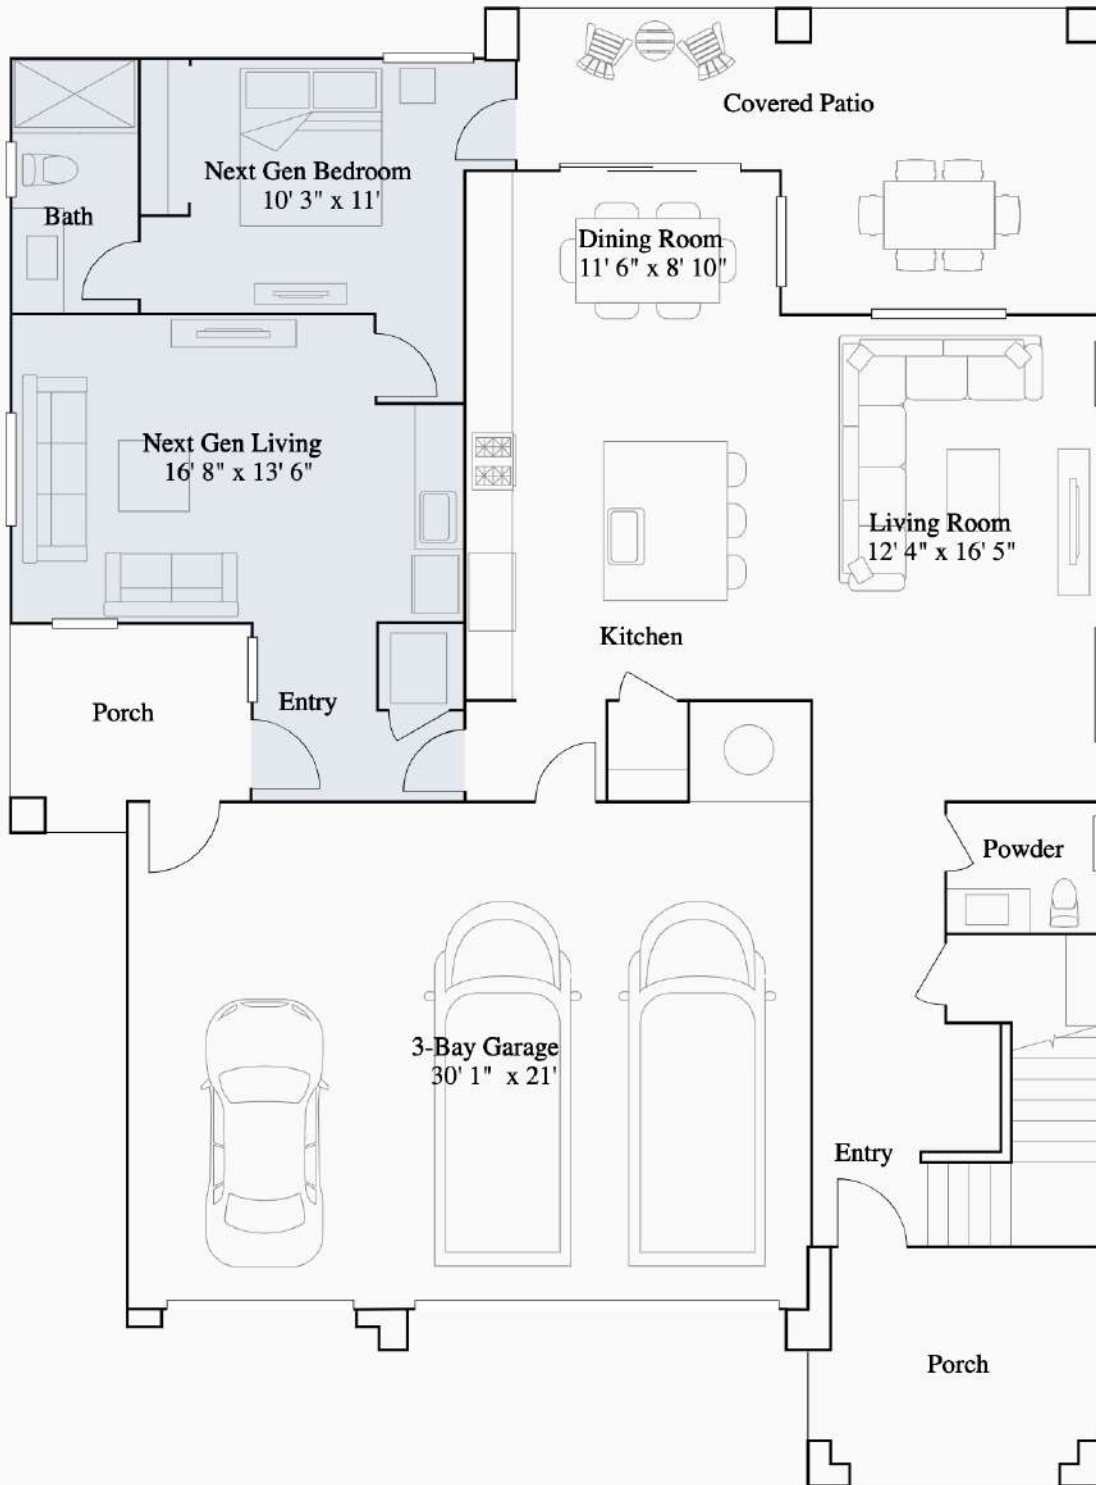 Covered Patio
Next Gen Bedroom
10' 3" x 11'
Bath
Dining Room
11' 6" x 8' 10"
Next Gen Living
16' 8" x 13' 6"
Living Room
12' 4" x 16' 5"
Kitchen
Entry
Porch
Powder
3-Bay Garage
30' 1" x 21'
Entry
Porch